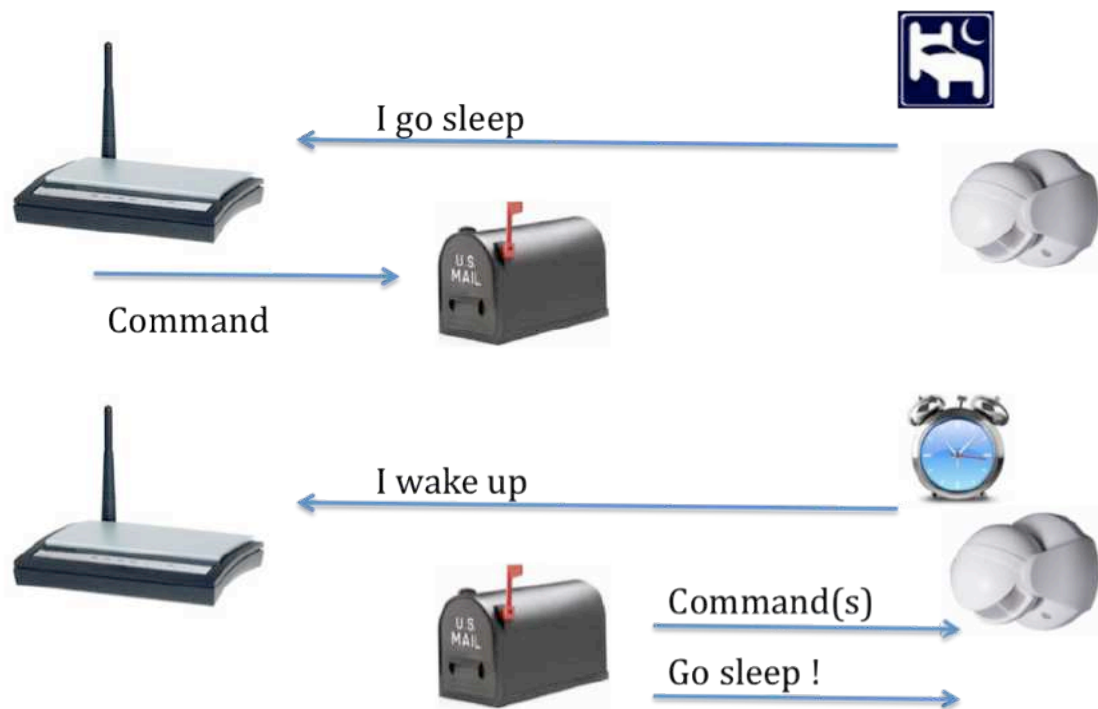 I go sleep
U.S.
MAIL
Command
I wake up
U.S.
MAIL
Command(s)
Go sleep !